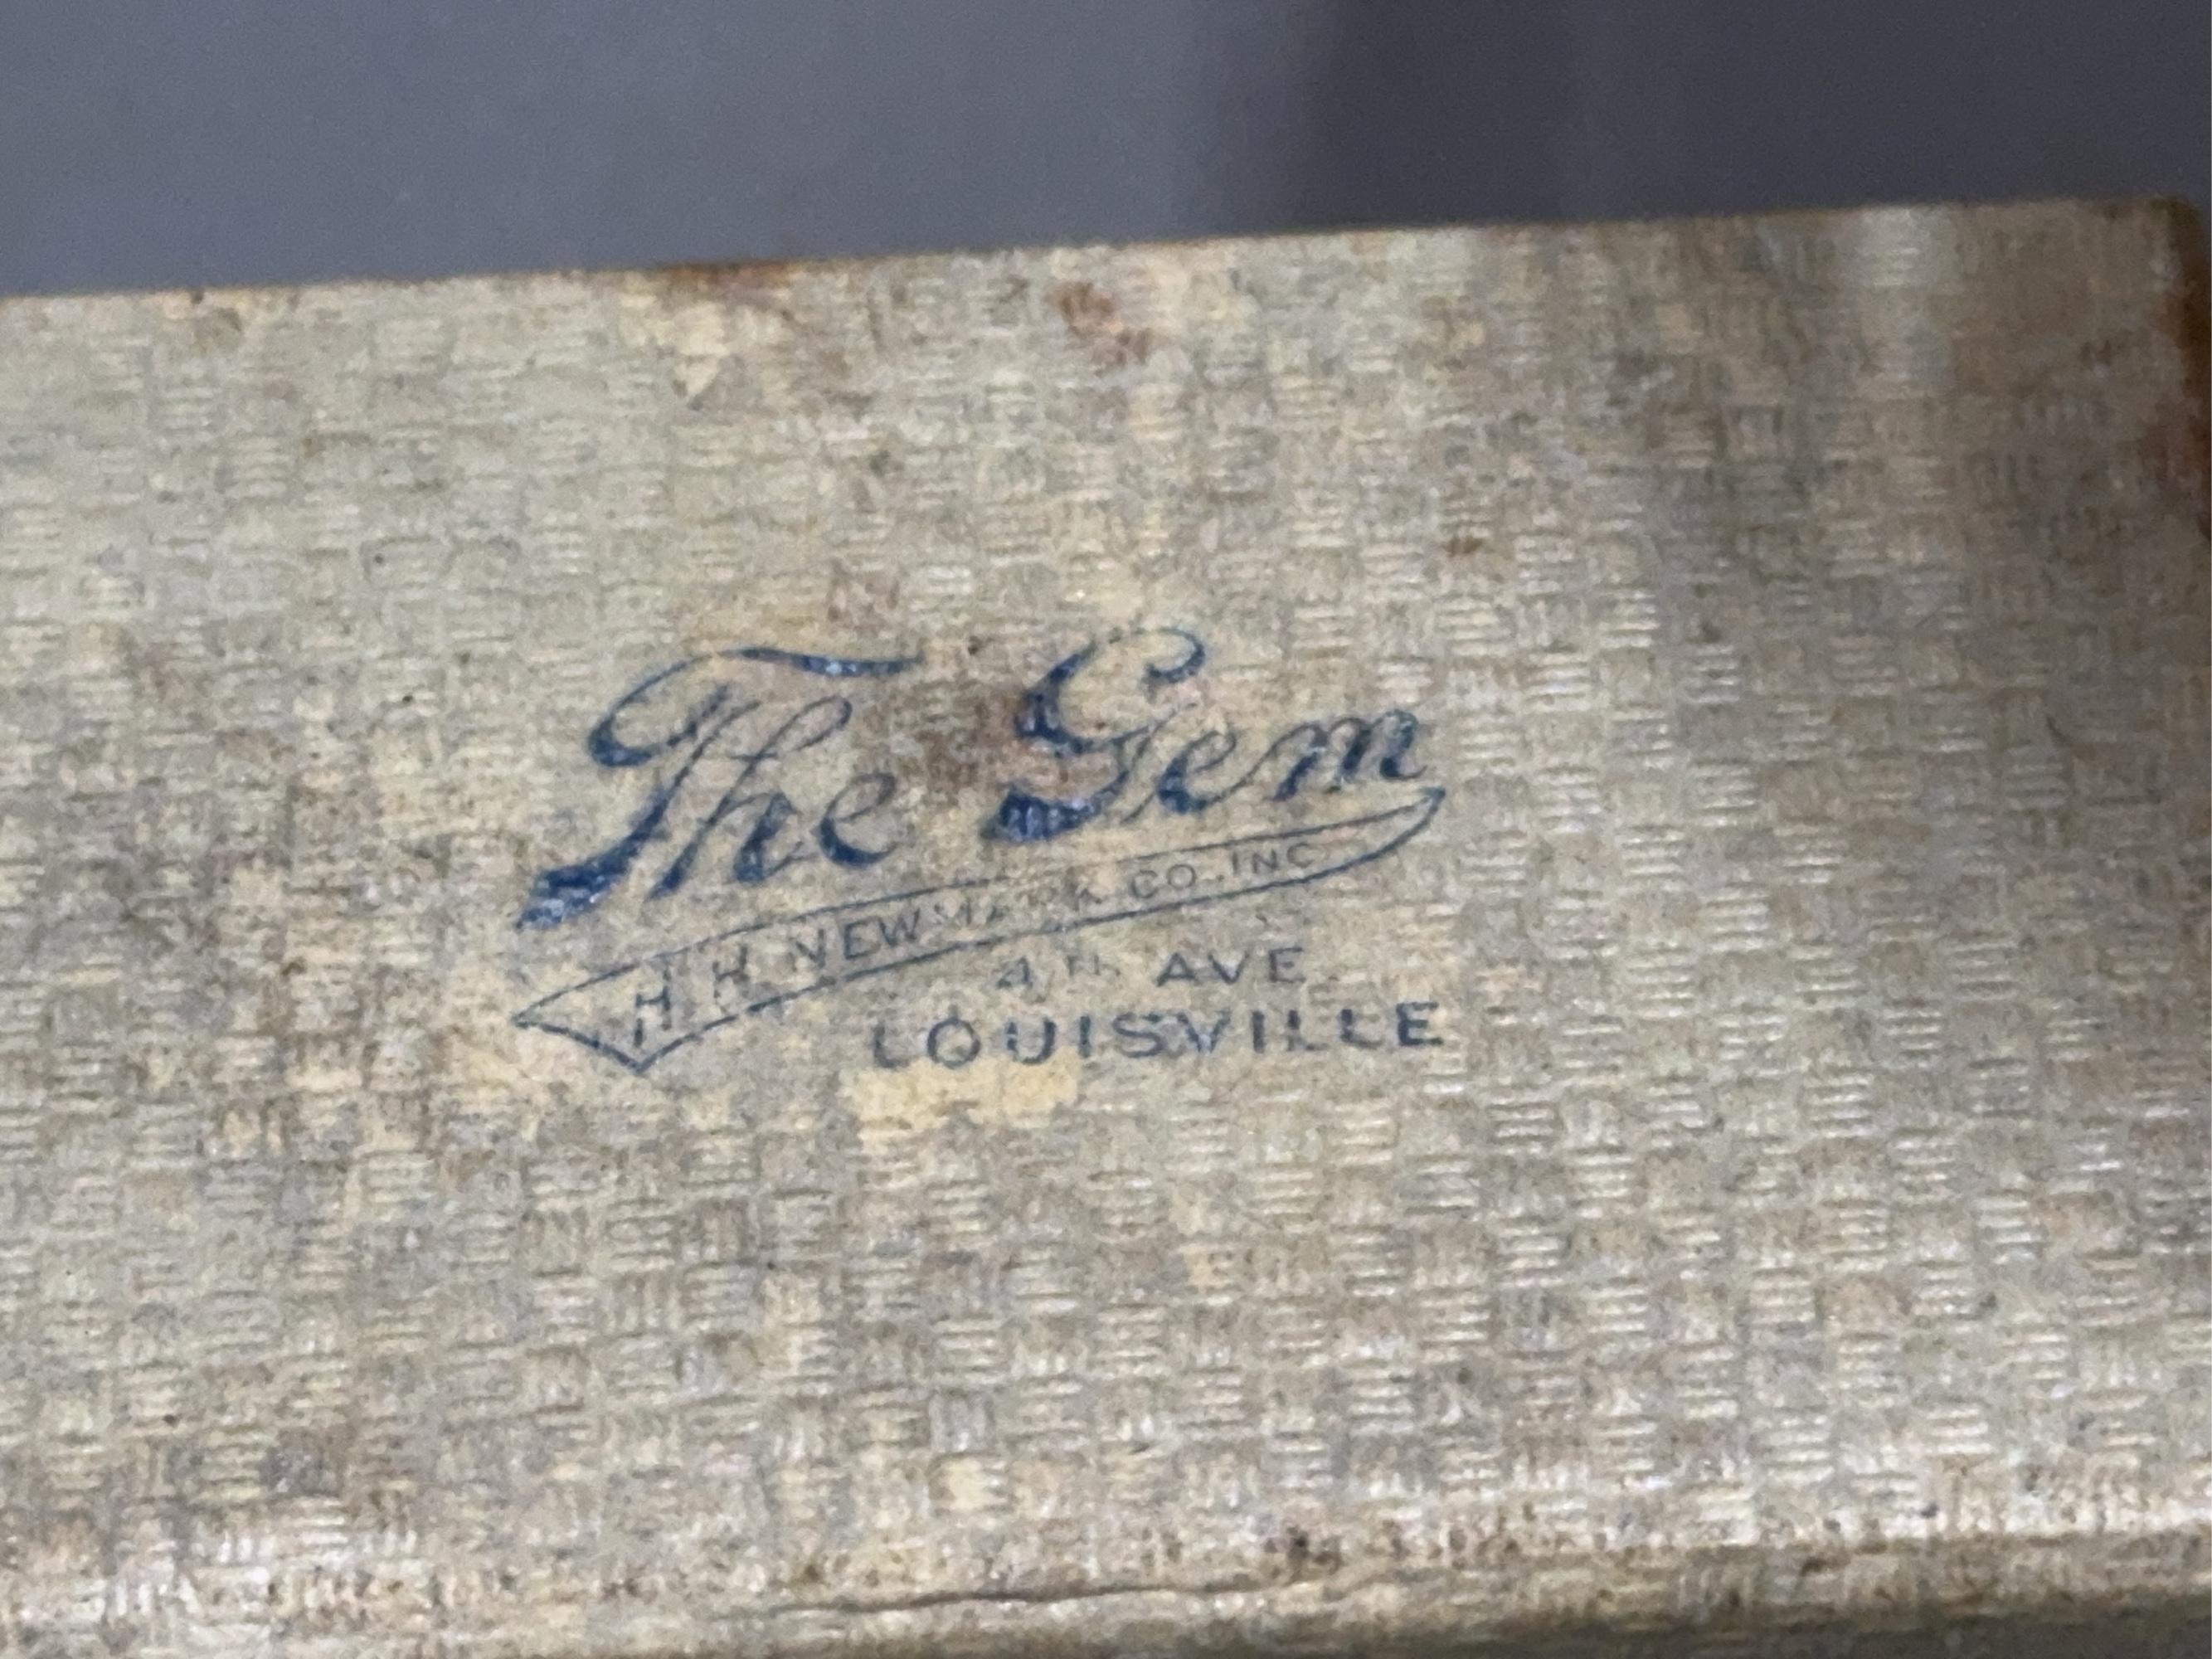 The Gem
H. H. NEWMARK CO., INC.
4TH. AVE.
LOUISVILLE